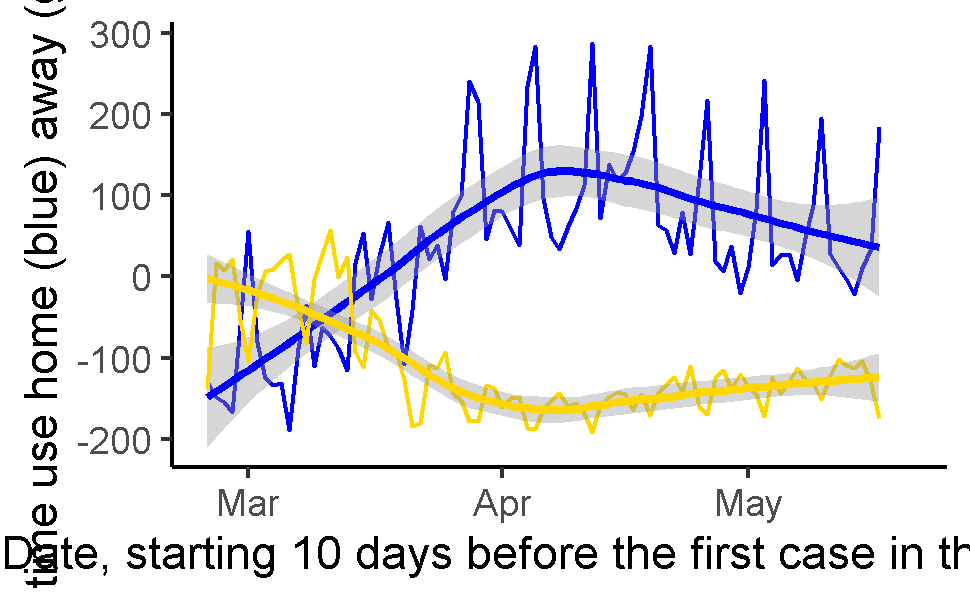 time use home (blue) away (
300
200
100
0
-100
-200
Mar Apr May
Date, starting 10 days before the first case in th